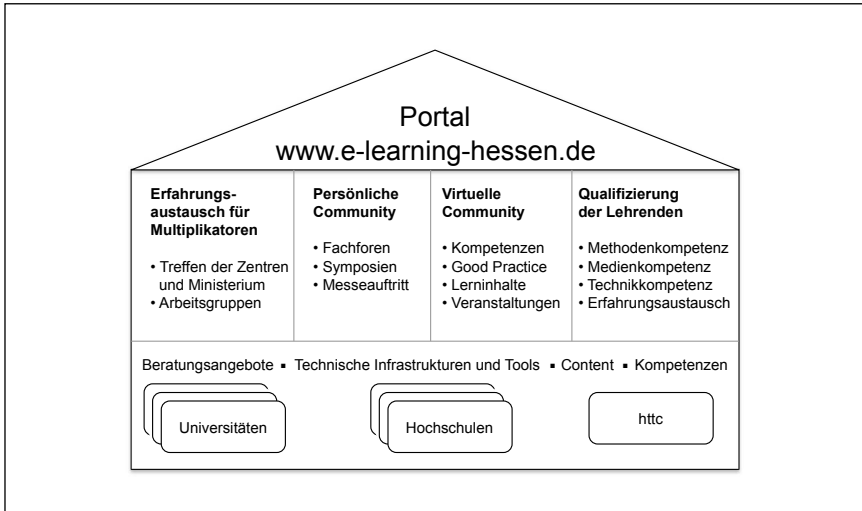 Portal
www.e-learning-hessen.de
Erfahrungs-
austausch für
Multiplikatoren
• Treffen der Zentren
und Ministerium
• Arbeitsgruppen
Persönliche
Community
• Fachforen
• Symposien
• Messeauftritt
Virtuelle
Community
• Kompetenzen
• Good Practice
• Lerninhalte
• Veranstaltungen
Qualifizierung
der Lehrenden
• Methodenkompetenz
• Medienkompetenz
• Technikkompetenz
• Erfahrungsaustausch
Beratungsangebote ▪ Technische Infrastrukturen und Tools ▪ Content ▪ Kompetenzen
Universitäten
Hochschulen
httc